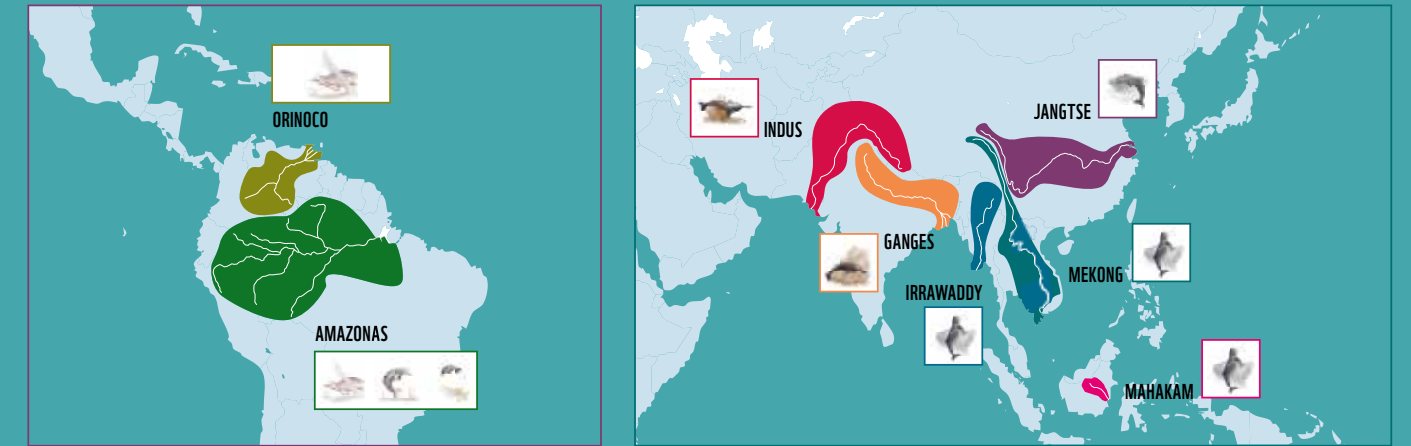 ORINOCO
AMAZONAS
INDUS
JANGTSE
GANGES
MEKONG
IRRAWADDY
MAHAKAM